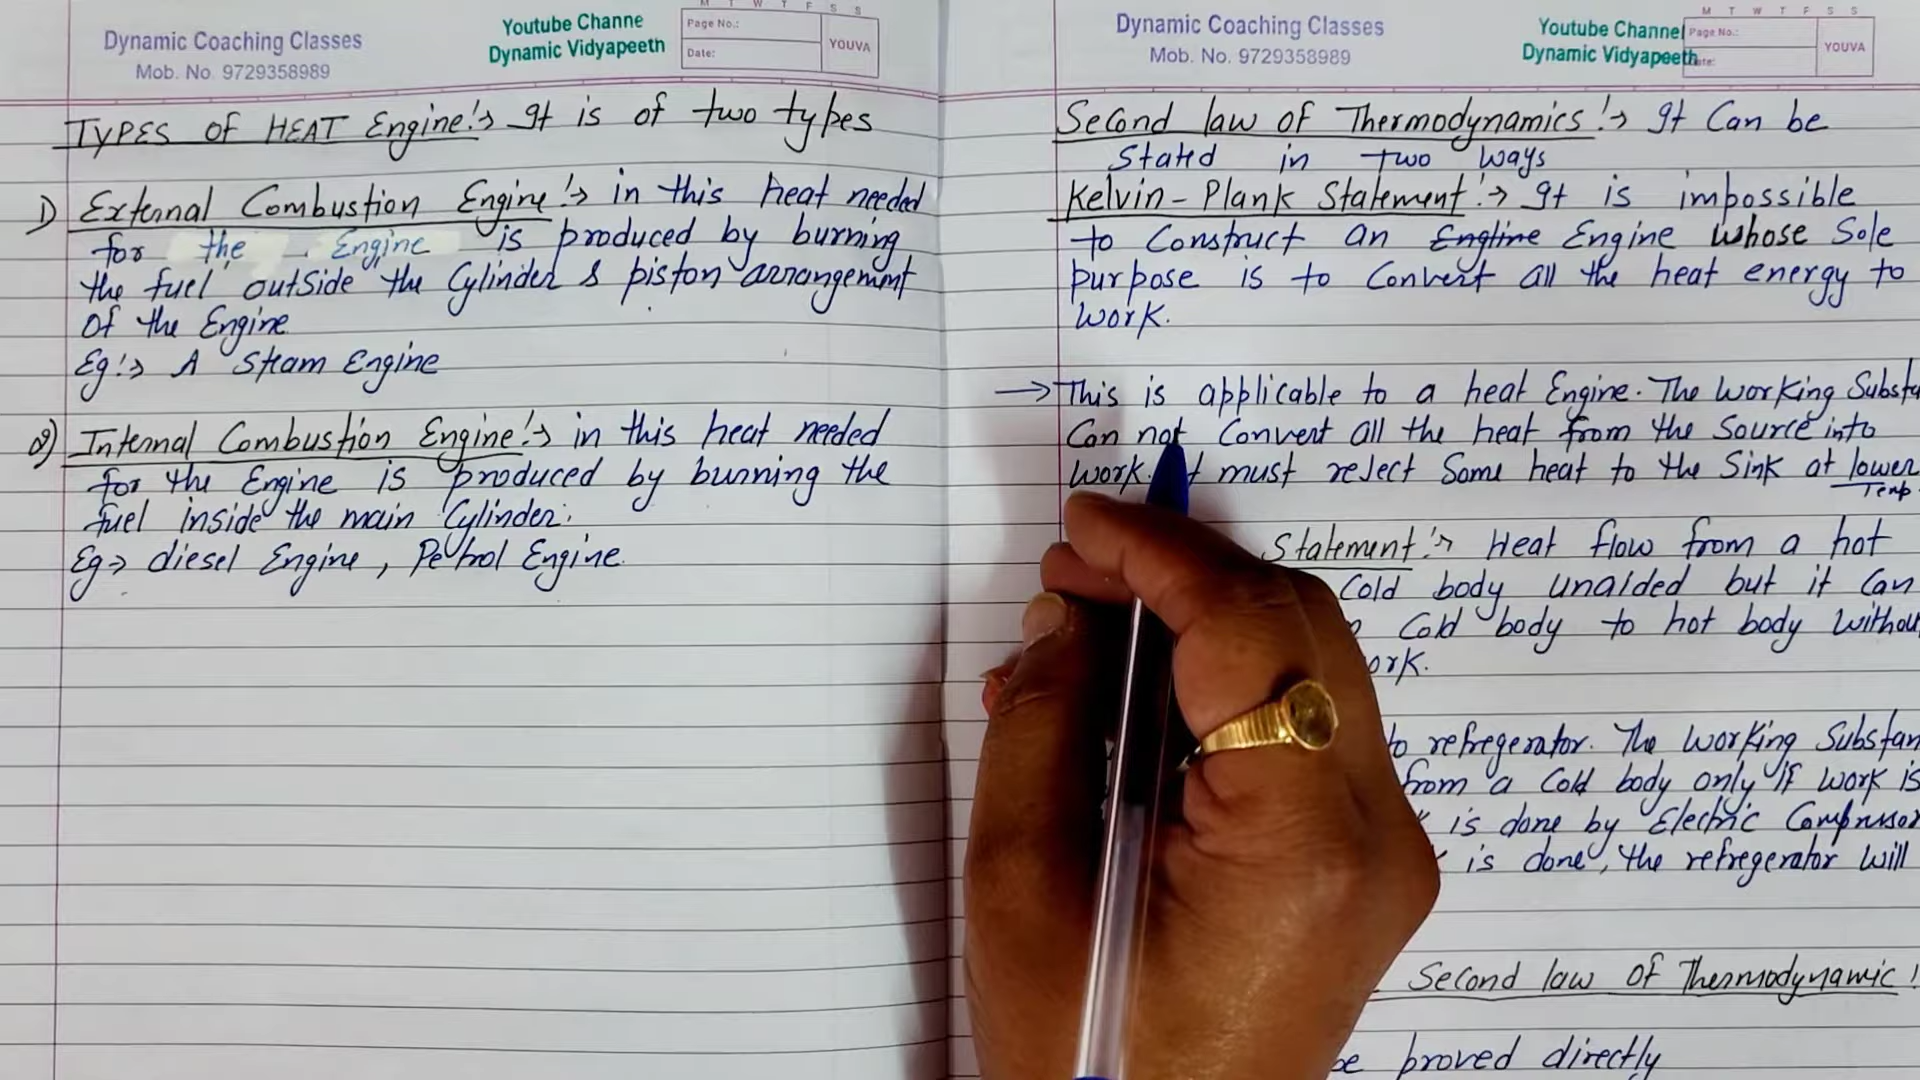 Dynamic Coaching Classes
Mob. No. 9729358989
Youtube Channe
Dynamic Vidyapeeth
M T W T F S S
Page No.:
Date:
YOUVA
TYPES OF HEAT Engine:→ It is of two types
1) External Combustion Engine:→ in this heat needed
for the Engine is produced by burning
the fuel outside the Cylinder & piston arrangement
of the Engine
Eg:→ A Steam Engine
2) Internal Combustion Engine:→ in this heat needed
for the Engine is produced by burning the
fuel inside the main Cylinder.
Eg→ diesel Engine, Petrol Engine.
Dynamic Coaching Classes
Mob. No. 9729358989
Youtube Channel
Dynamic Vidyapeeth
M T W T F S S
Page No.:
YOUVA
Second law of Thermodynamics:→ It Can be
Stated in two ways
Kelvin-Plank Statement:→ It is impossible
to Construct an Engtine Engine whose Sole
purpose is to Convert all the heat energy to
work.
→ This is applicable to a heat Engine. The Working
Can not Convert all the heat from the Source into
work. must reject Some heat to the Sink at lower
Temp.
Statement:→ Heat flow from a hot
Cold body unaided but it Can
Cold body to hot body
to refregerator. The working
from a Cold body only if work is
is done by Electric Compressor
is done, the refregerator will
Second law of Thermodynamic:
proved directly